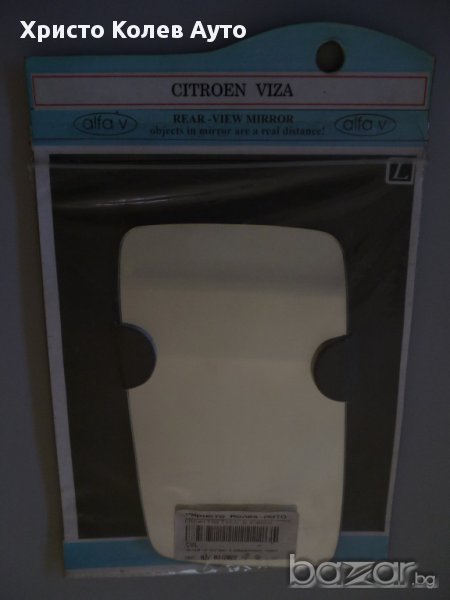 Христо Колев Ауто
CITROEN VIZA
alfa v
REAR-VIEW MIRROR
objects in mirror are a real distance!
alfa v
L
bazar.bg